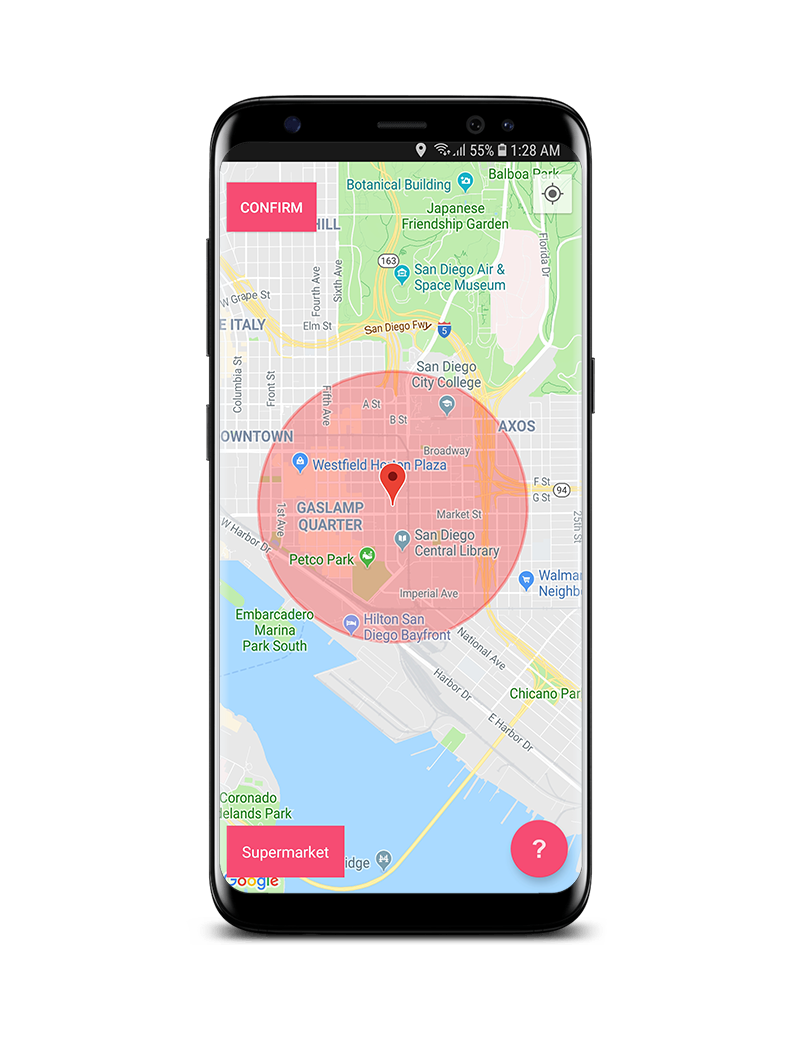 55% 1:28 AM
Balboa Park
CONFIRM
Botanical Building
HILL
Japanese
Friendship Garden
Florida Dr
163
San Diego Air &
Space Museum
Fourth Ave
Sixth Ave
W Grape St
E ITALY
Elm St
San Diego Fwy
5
San Diego
City College
Columbia St
Front St
Fifth Ave
A St
B St
AXOS
OWNTOWN
Broadway
Westfield Horton Plaza
F St
G St
94
GASLAMP
QUARTER
1st Ave
Market St
25th St
W Harbor Dr
San Diego
Central Library
Petco Park
Walmar
Neighb
Imperial Ave
Embarcadero
Marina
Park South
Hilton San
Diego Bayfront
National Ave
Harbor Dr
Chicano Par
E Harbor Dr
Coronado
elands Park
Supermarket
idge
?
Google